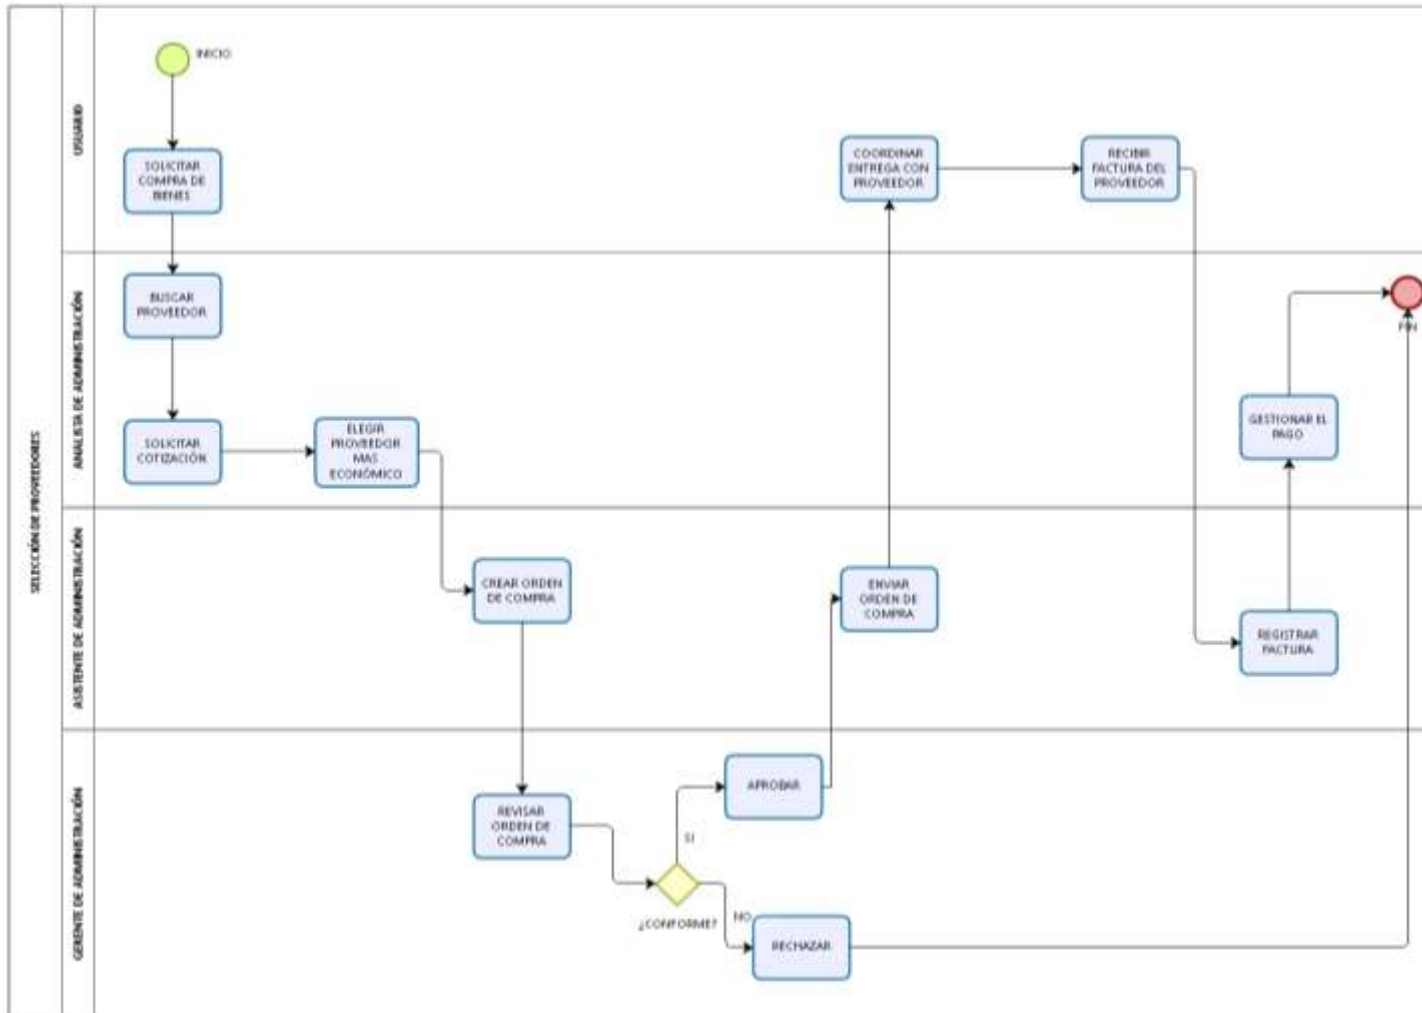 SELECCIÓN DE PROVEEDORES
USUARIO
INICIO
SOLICITAR
COMPRA DE
BIENES
COORDINAR
ENTREGA CON
PROVEEDOR
RECIBIR
FACTURA DEL
PROVEEDOR
ANALISTA DE ADMINISTRACIÓN
BUSCAR
PROVEEDOR
SOLICITAR
COTIZACIÓN
ELEGIR
PROVEEDOR
MAS
ECONÓMICO
GESTIONAR EL
PAGO
FIN
ASISTENTE DE ADMINISTRACIÓN
CREAR ORDEN
DE COMPRA
ENVIAR
ORDEN DE
COMPRA
REGISTRAR
FACTURA
GERENTE DE ADMINISTRACIÓN
REVISAR
ORDEN DE
COMPRA
¿CONFORME?
SI
APROBAR
NO
RECHAZAR